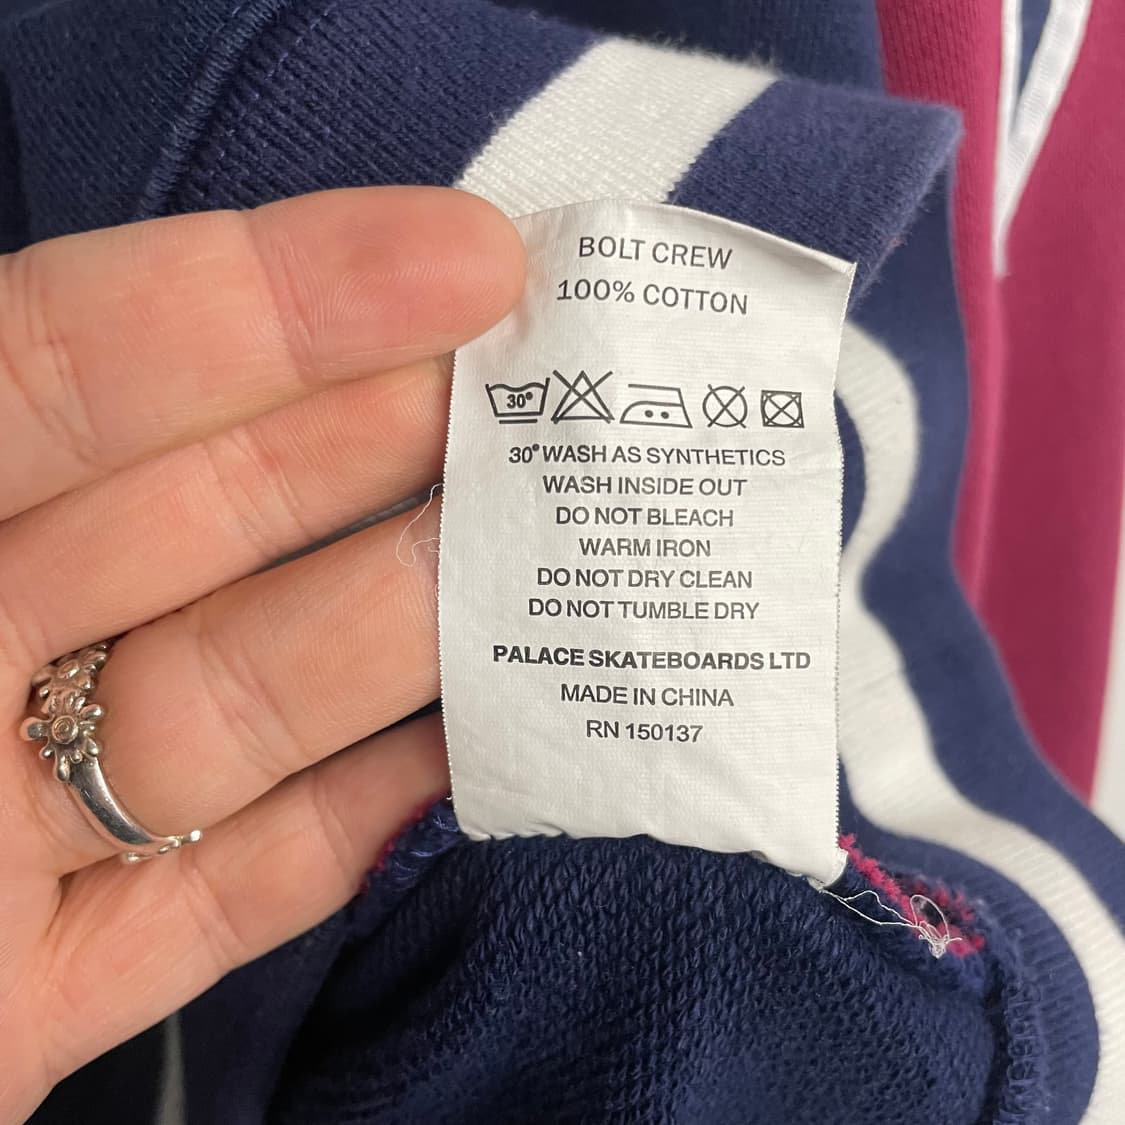 BOLT CREW
100% COTTON
30°
30° WASH AS SYNTHETICS
WASH INSIDE OUT
DO NOT BLEACH
WARM IRON
DO NOT DRY CLEAN
DO NOT TUMBLE DRY
PALACE SKATEBOARDS LTD
MADE IN CHINA
RN 150137